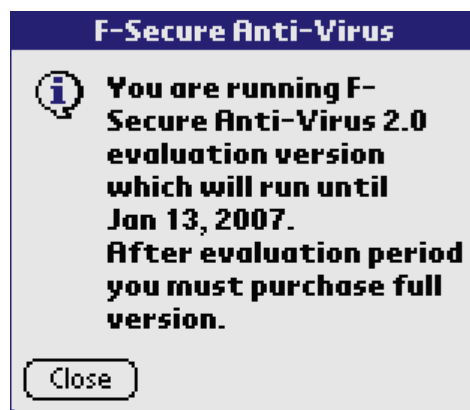 F-Secure Anti-Virus
You are running F-
Secure Anti-Virus 2.0
evaluation version
which will run until
Jan 13, 2007.
After evaluation period
you must purchase full
version.
Close